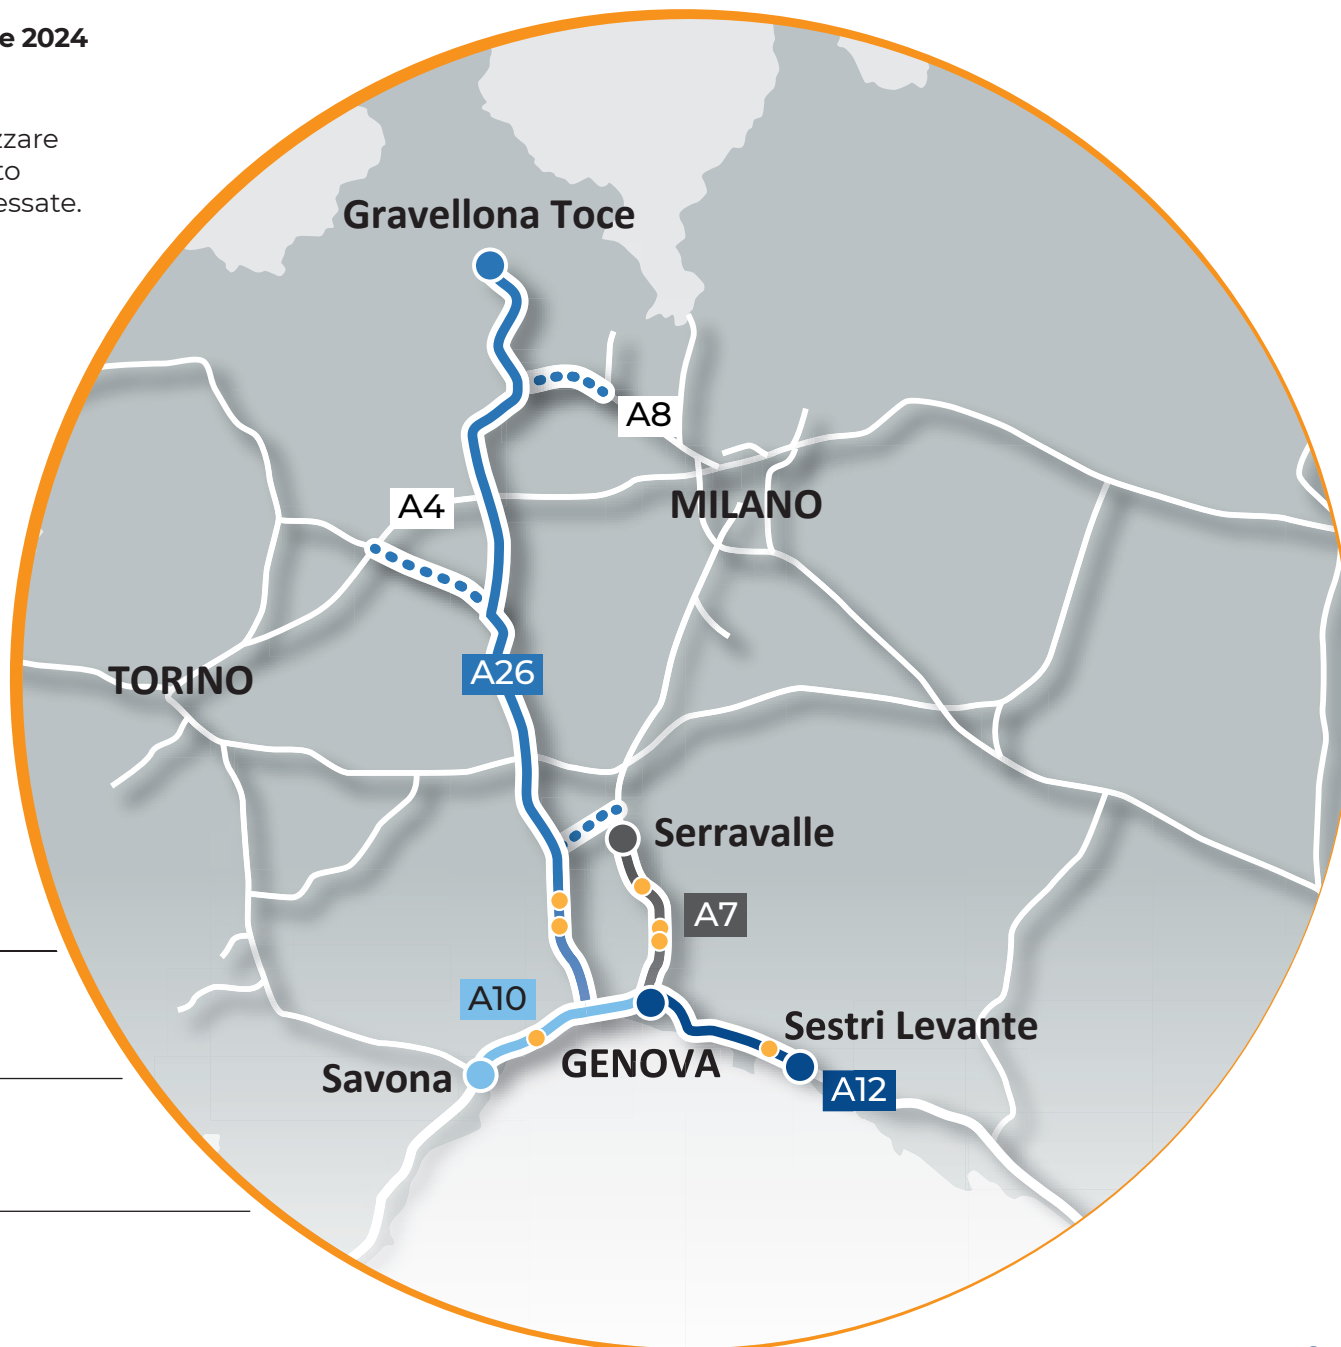 e 2024
zzare
to
essate.
Gravellona Toce
A8
A4
MILANO
TORINO
A26
Serravalle
A7
A10
Sestri Levante
GENOVA
Savona
A12